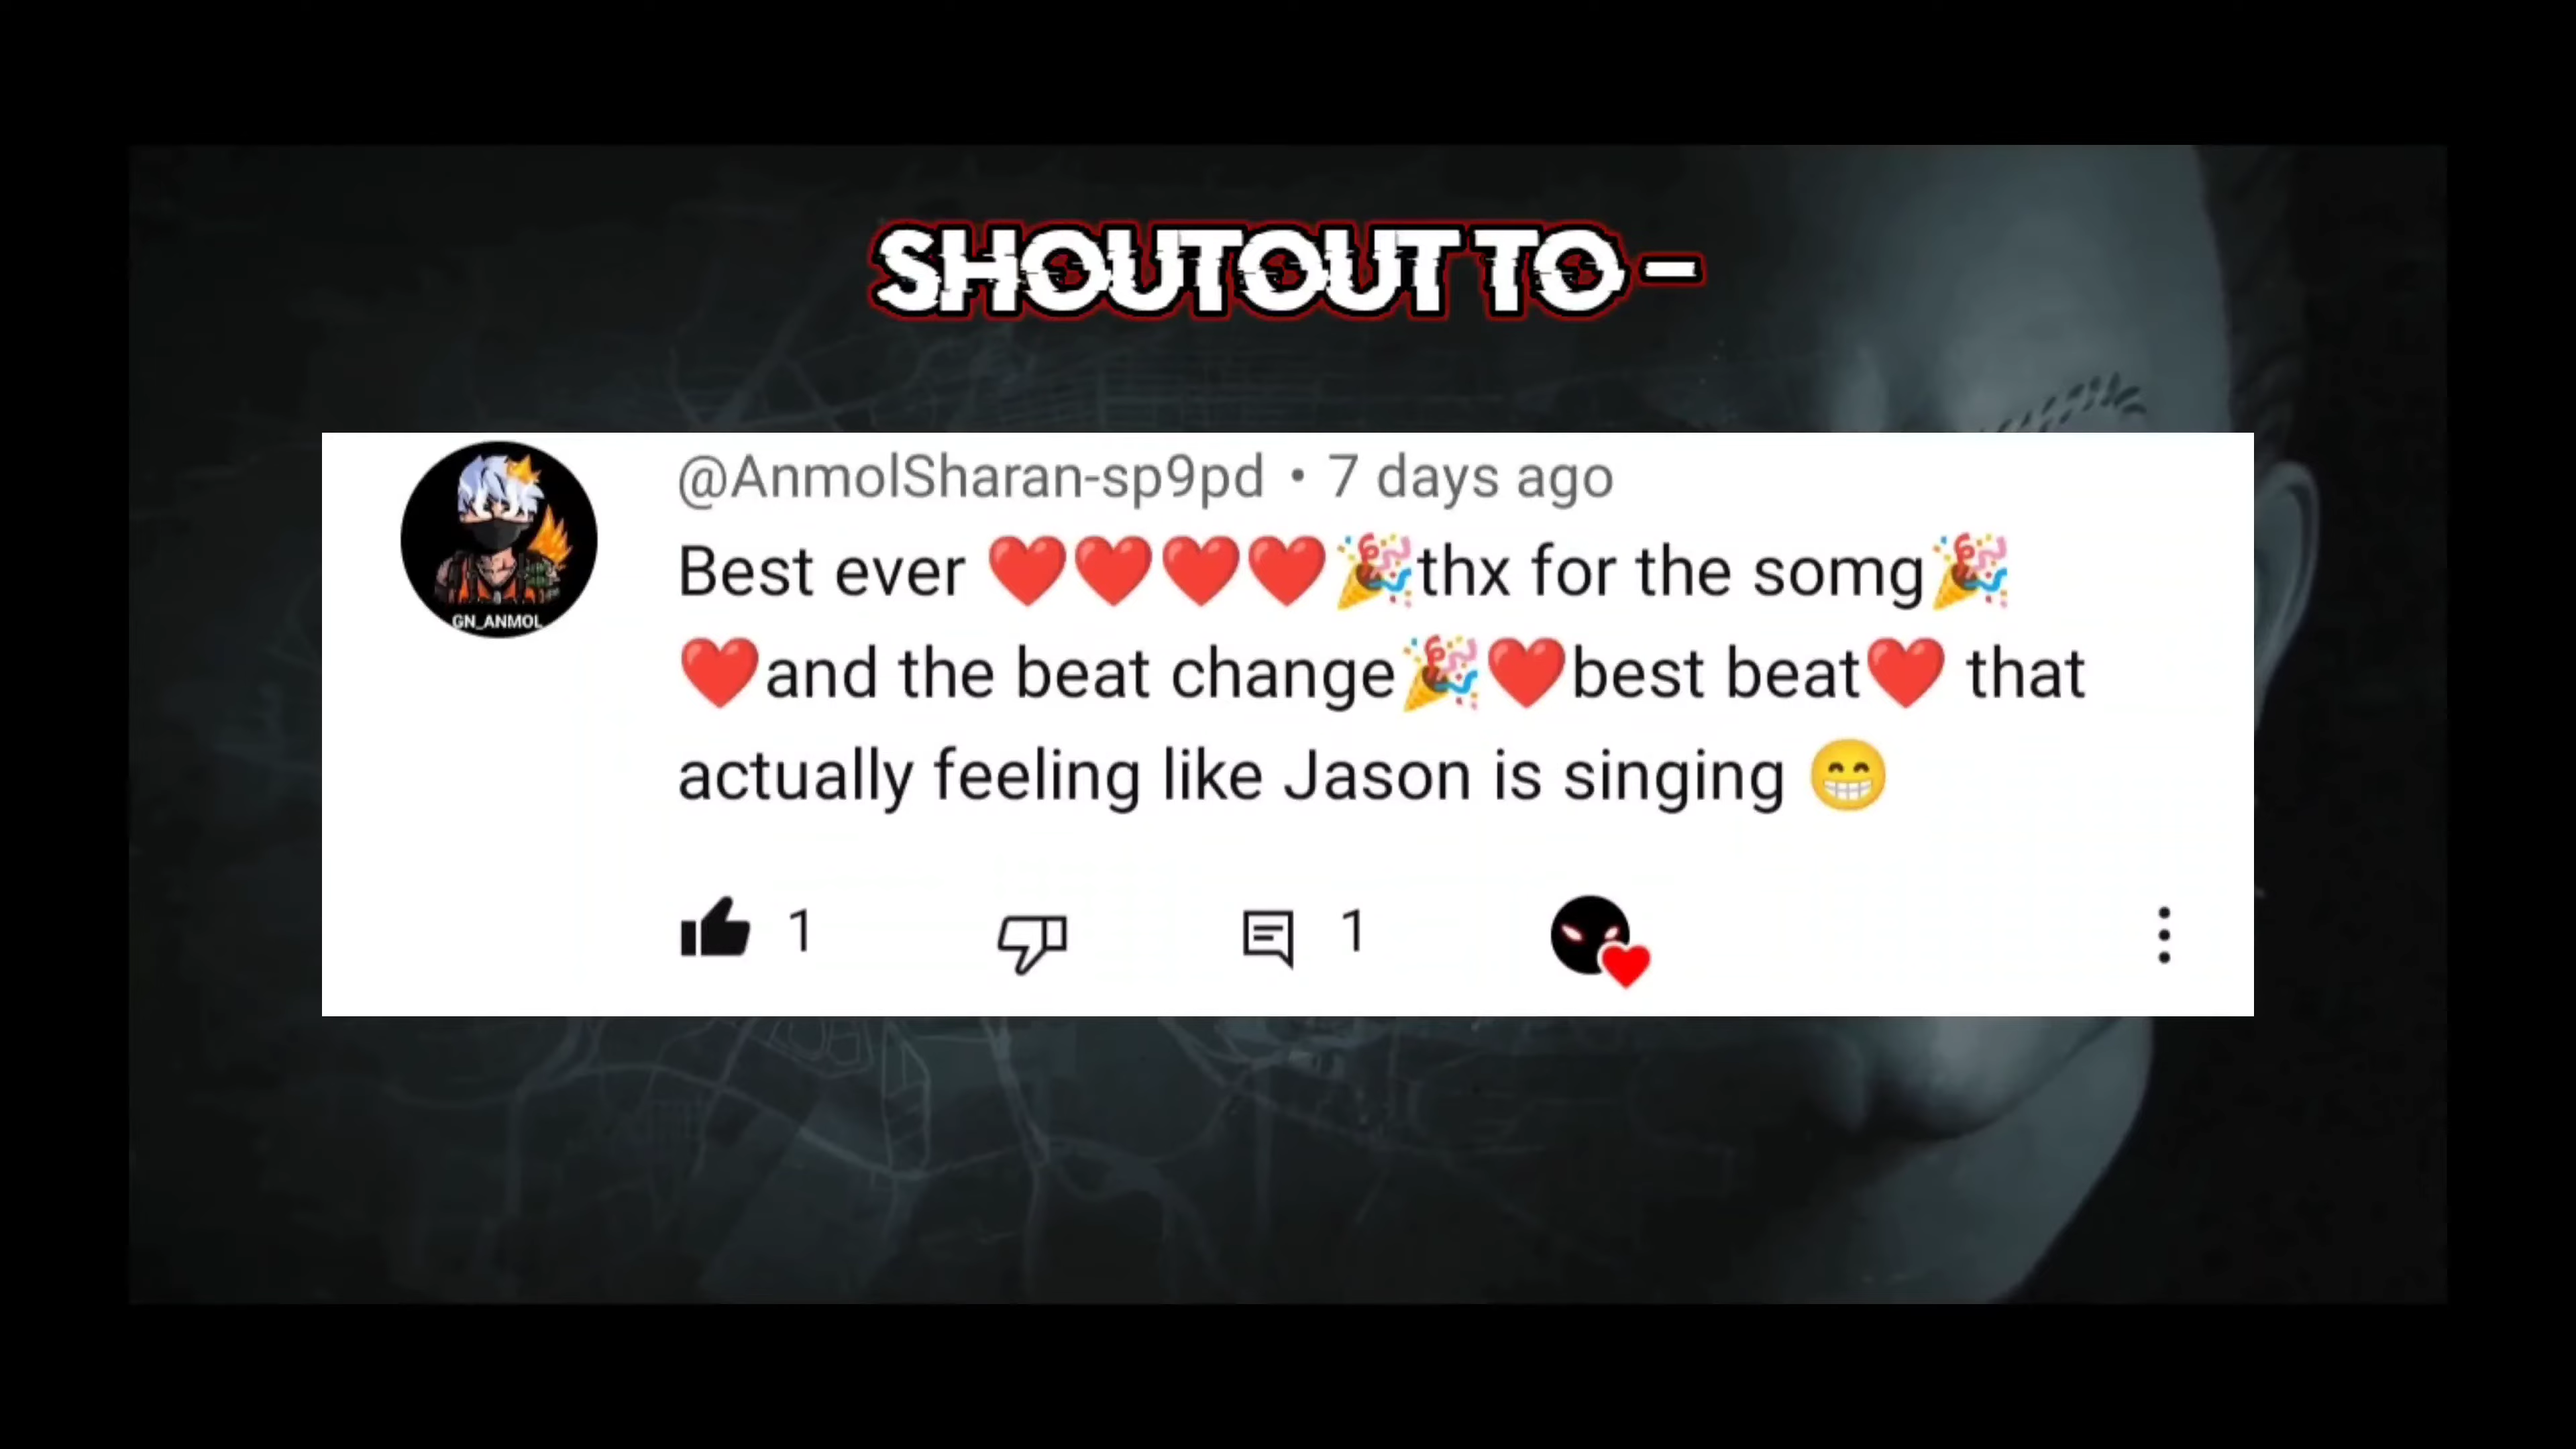 SHOUTOUT TO -
@AnmolSharan-sp9pd • 7 days ago
Best ever ❤️❤️❤️❤️🎉thx for the somg🎉
❤️and the beat change🎉❤️best beat❤️ that
actually feeling like Jason is singing 😁
GN_ANMOL
1 1